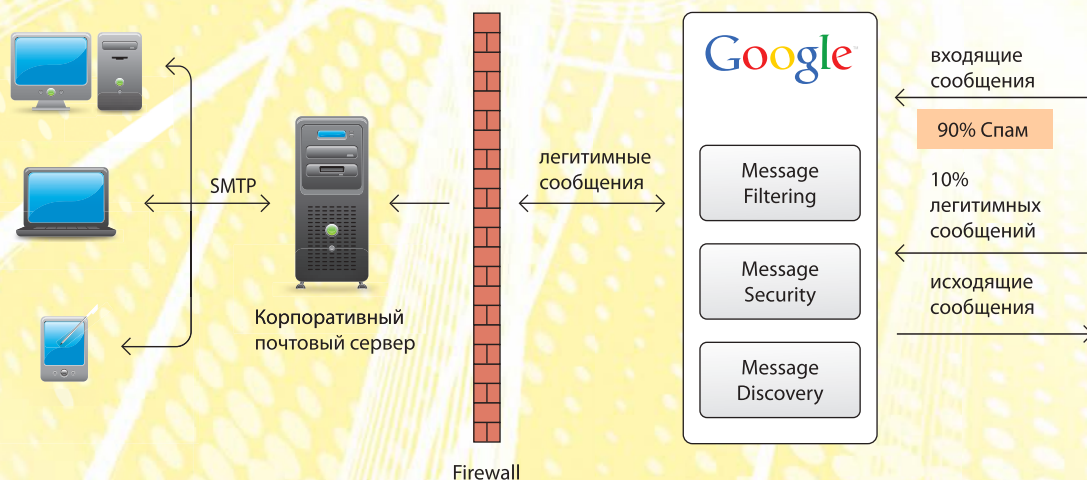 SMTP
Корпоративный
почтовый сервер
Firewall
легитимные
сообщения
Google
Message
Filtering
Message
Security
Message
Discovery
входящие
сообщения
90% Спам
10%
легитимных
сообщений
исходящие
сообщения